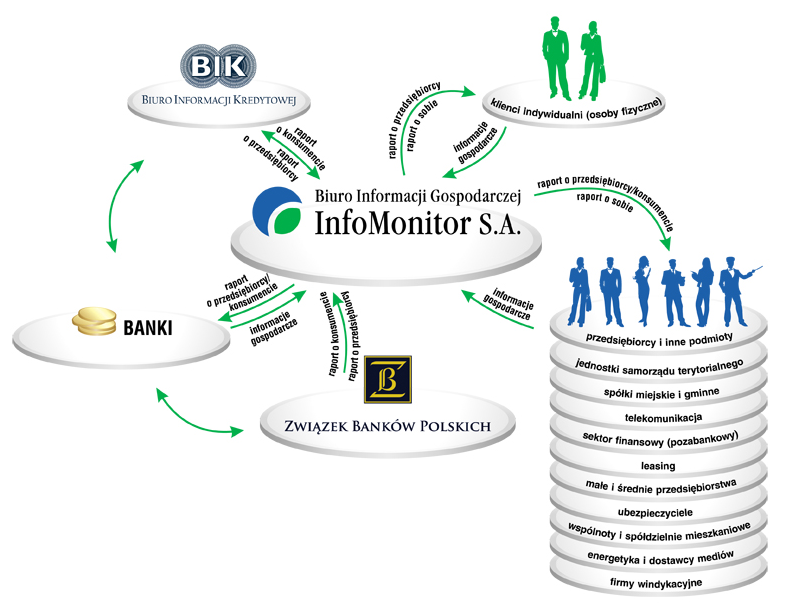 BIK
BIURO INFORMACJI KREDYTOWEJ
klienci indywidualni (osoby fizyczne)
raport o przedsiębiorcy
raport o sobie
informacje
gospodarcze
raport
o konsumencie
raport
o przedsiębiorcy
Biuro Informacji Gospodarczej
InfoMonitor S.A.
raport o przedsiębiorcy/konsumencie
raport o sobie
informacje
gospodarcze
raport
o przedsiębiorcy/
konsumencie
informacje
gospodarcze
raport o konsumencie
raport o przedsiębiorcy
BANKI
ZB
ZWIĄZEK BANKÓW POLSKICH
przedsiębiorcy i inne podmioty
jednostki samorządu terytorialnego
spółki miejskie i gminne
telekomunikacja
sektor finansowy (pozabankowy)
leasing
małe i średnie przedsiębiorstwa
ubezpieczyciele
wspólnoty i spółdzielnie mieszkaniowe
energetyka i dostawcy mediów
firmy windykacyjne